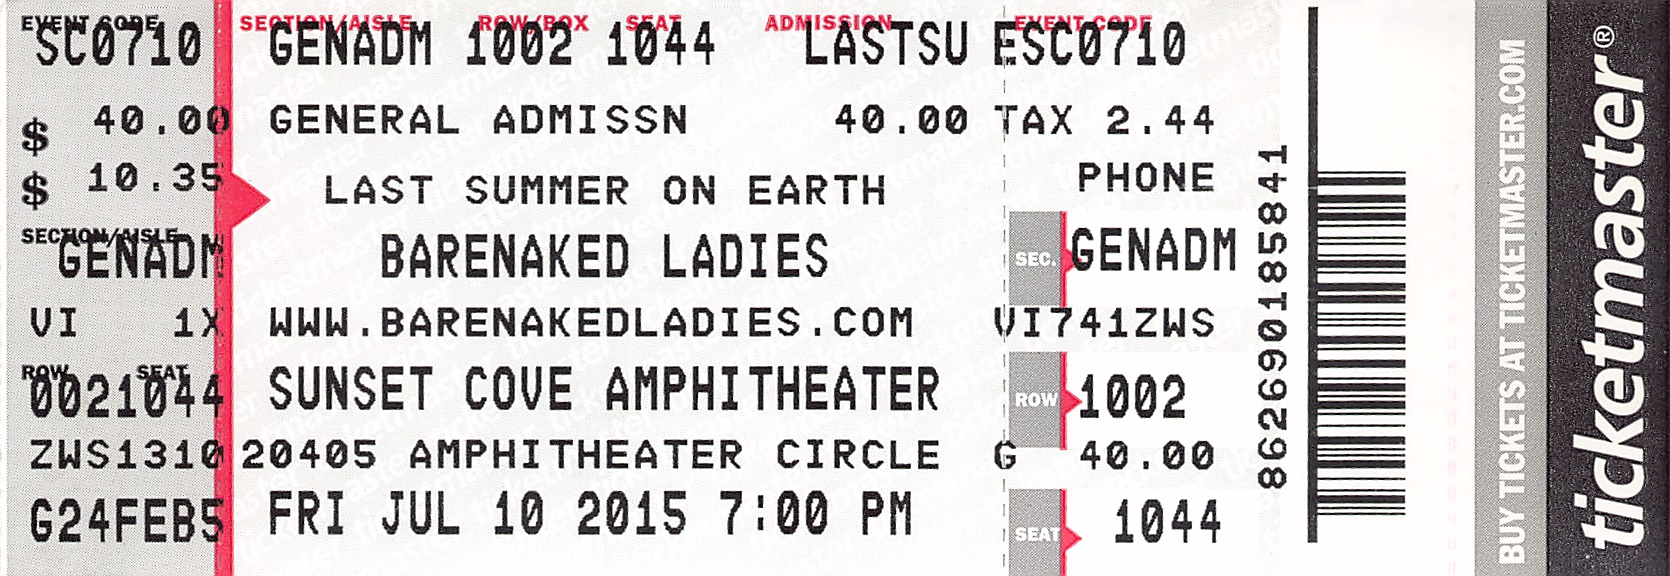 EVENT CODE SECTION/AISLE ROW/BOX SEAT ADMISSION EVENT CODE
SC0710 GENADM 1002 1044 LASTSU ESC0710
$ 40.00 GENERAL ADMISSN 40.00 TAX 2.44
$ 10.35 LAST SUMMER ON EARTH PHONE
SECTION/AISLE
GENADM BARENAKED LADIES SEC. GENADM
VI 1X WWW.BARENAKEDLADIES.COM VI741ZWS
ROW SEAT
0021044 SUNSET COVE AMPHITHEATER ROW 1002
ZWS1310 20405 AMPHITHEATER CIRCLE G 40.00
G24FEB5 FRI JUL 10 2015 7:00 PM SEAT 1044
862690185841
BUY TICKETS AT TICKETMASTER.COM
ticketmaster®